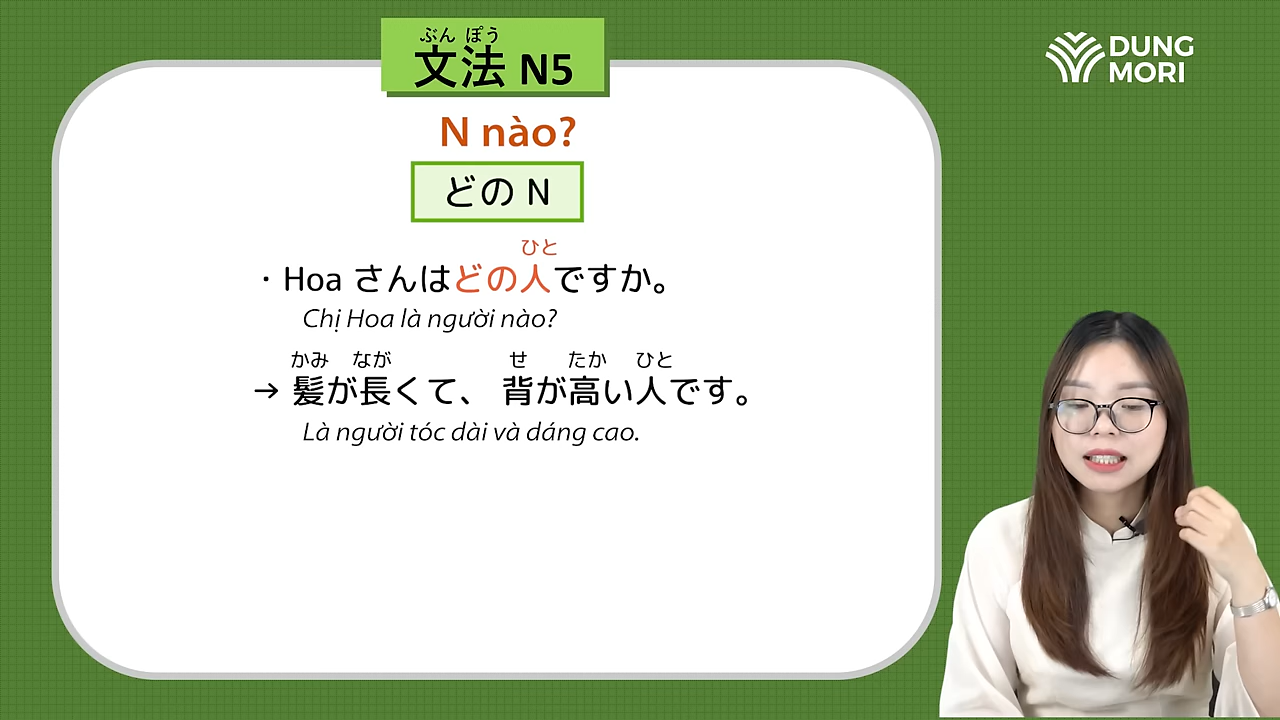 ぶん ぽう
文法 N5
DUNG
MORI
N nào?
どの N
ひと
・Hoa さんはどの人ですか。
Chị Hoa là người nào?
かみ なが せ たか ひと
→ 髪が長くて、 背が高い人です。
Là người tóc dài và dáng cao.